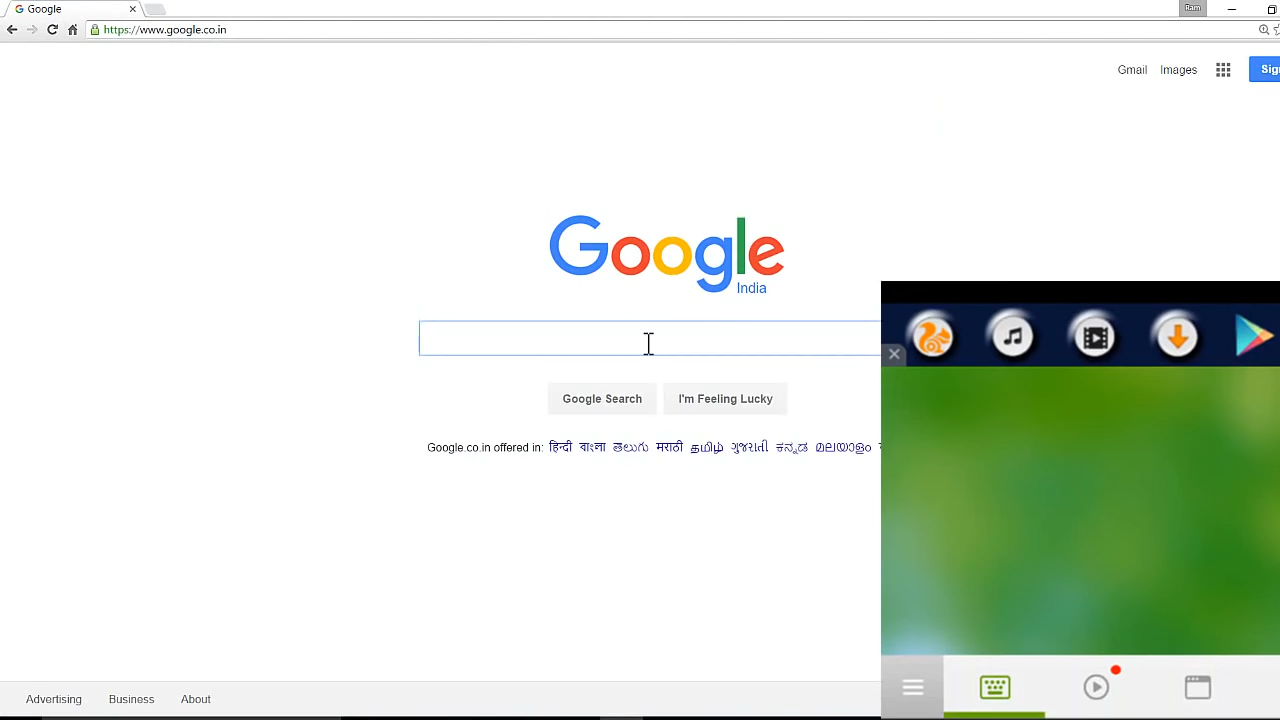 Google
Ram
https://www.google.co.in
Gmail Images
Google
India
Google Search I'm Feeling Lucky
Google.co.in offered in: हिन्दी বাংলা తెలుగు मराठी தமிழ் ગુજરાતી ಕನ್ನಡ മലയാളം
Advertising Business